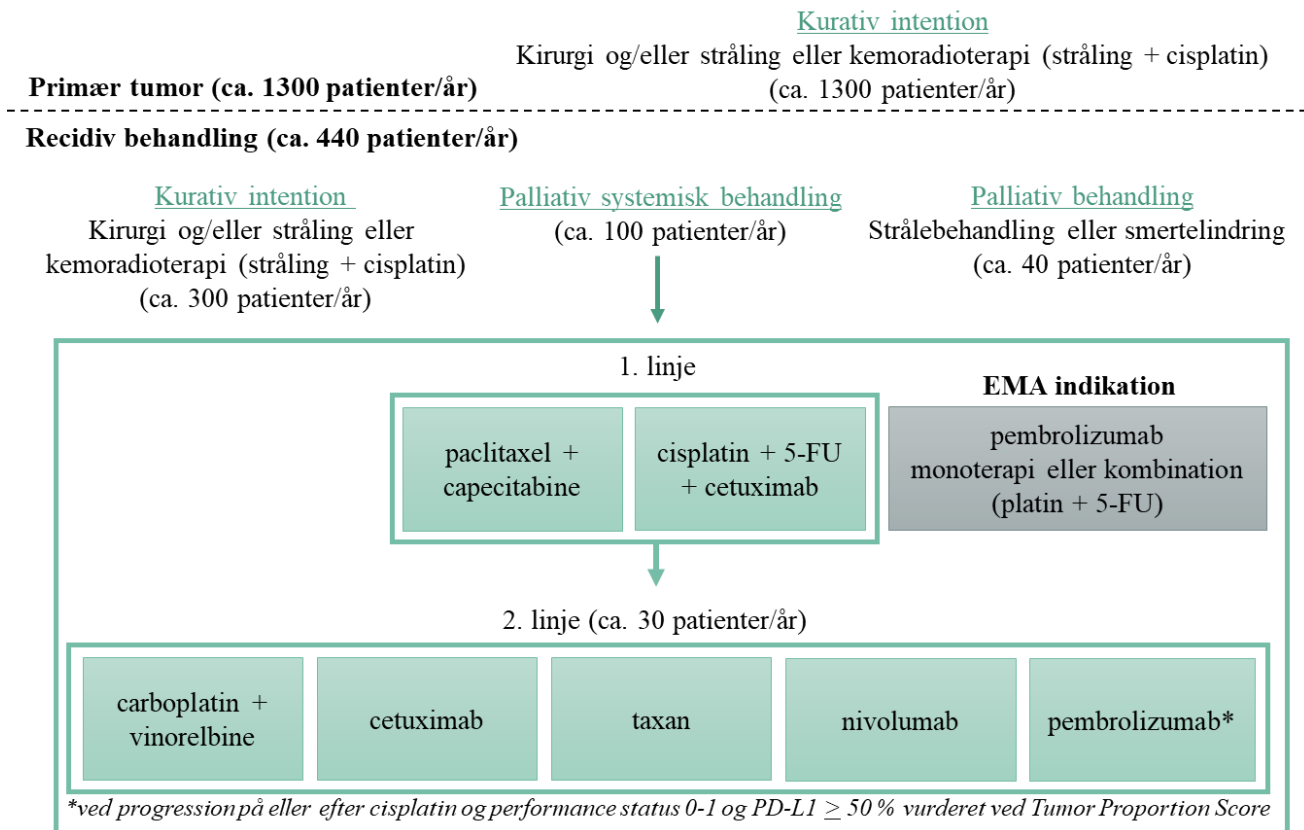 Kurativ intention
Kirurgi og/eller stråling eller kemoradioterapi (stråling + cisplatin)
(ca. 1300 patienter/år)
Primær tumor (ca. 1300 patienter/år)
Recidiv behandling (ca. 440 patienter/år)
Kurativ intention
Kirurgi og/eller stråling eller
kemoradioterapi (stråling + cisplatin)
(ca. 300 patienter/år)
Palliativ systemisk behandling
(ca. 100 patienter/år)
Palliativ behandling
Strålebehandling eller smertelindring
(ca. 40 patienter/år)
1. linje
paclitaxel +
capecitabine
cisplatin + 5-FU
+ cetuximab
EMA indikation
pembrolizumab
monoterapi eller kombination
(platin + 5-FU)
2. linje (ca. 30 patienter/år)
carboplatin +
vinorelbine
cetuximab
taxan
nivolumab
pembrolizumab*
*ved progression på eller efter cisplatin og performance status 0-1 og PD-L1 ≥ 50 % vurderet ved Tumor Proportion Score